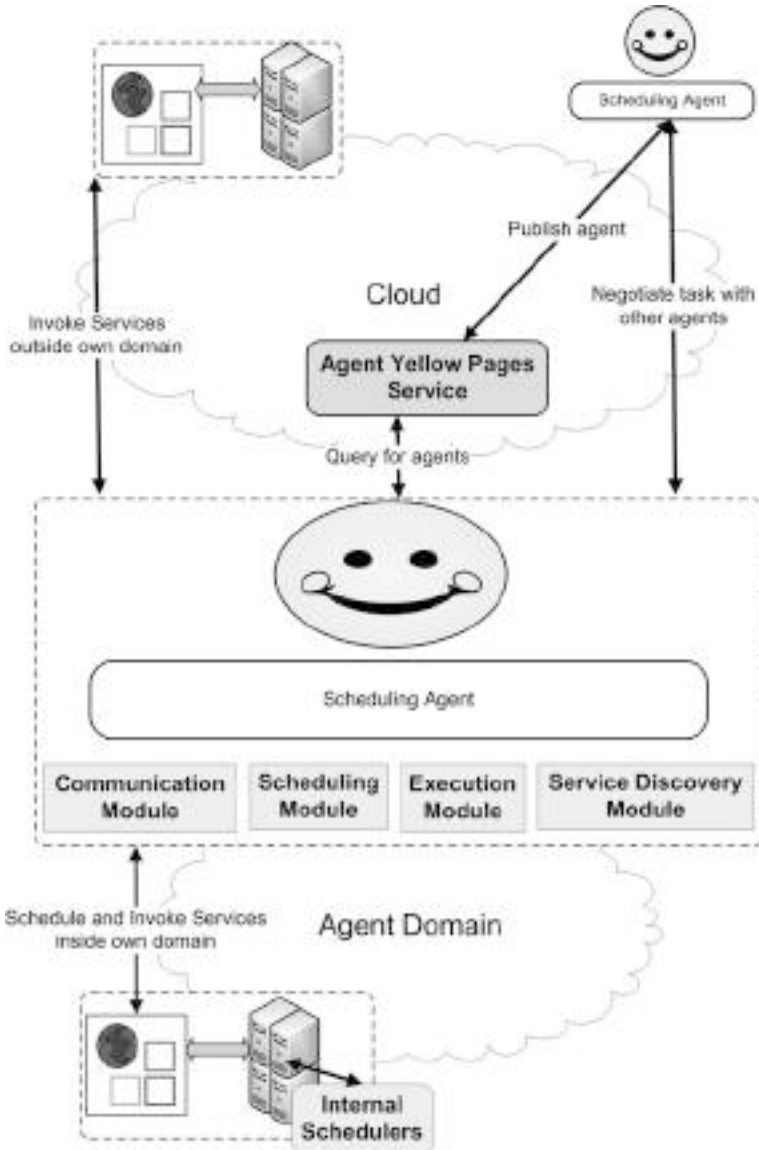 Scheduling Agent
Publish agent
Cloud
Negotiate task with
other agents
Invoke Services
outside own domain
Agent Yellow Pages
Service
Query for agents
Scheduling Agent
Communication
Module
Scheduling
Module
Execution
Module
Service Discovery
Module
Schedule and Invoke Services
inside own domain
Agent Domain
Internal
Schedulers